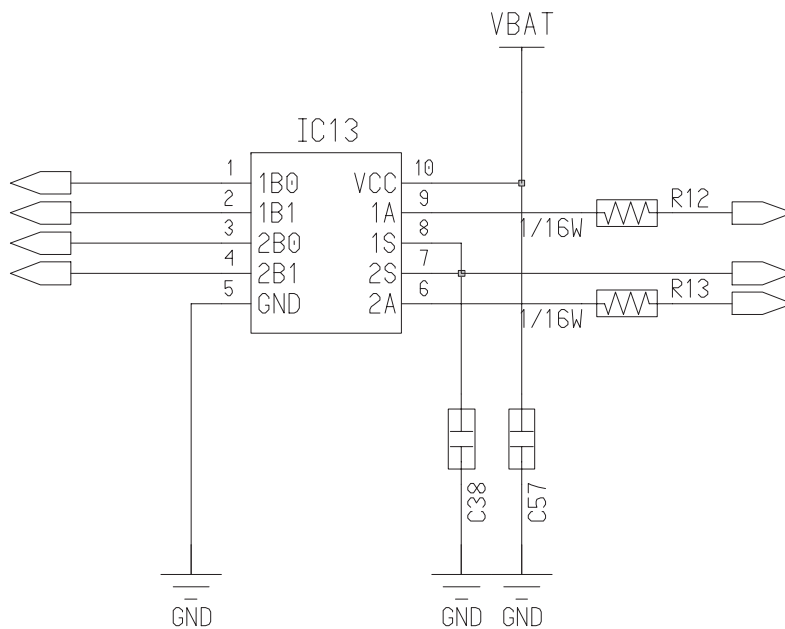 VBAT
IC13
1 1B0 VCC 10
2 1B1 1A 9 R12
1/16W
3 2B0 1S 8
4 2B1 2S 7
5 GND 2A 6 R13
1/16W
C38 C57
GND GND GND